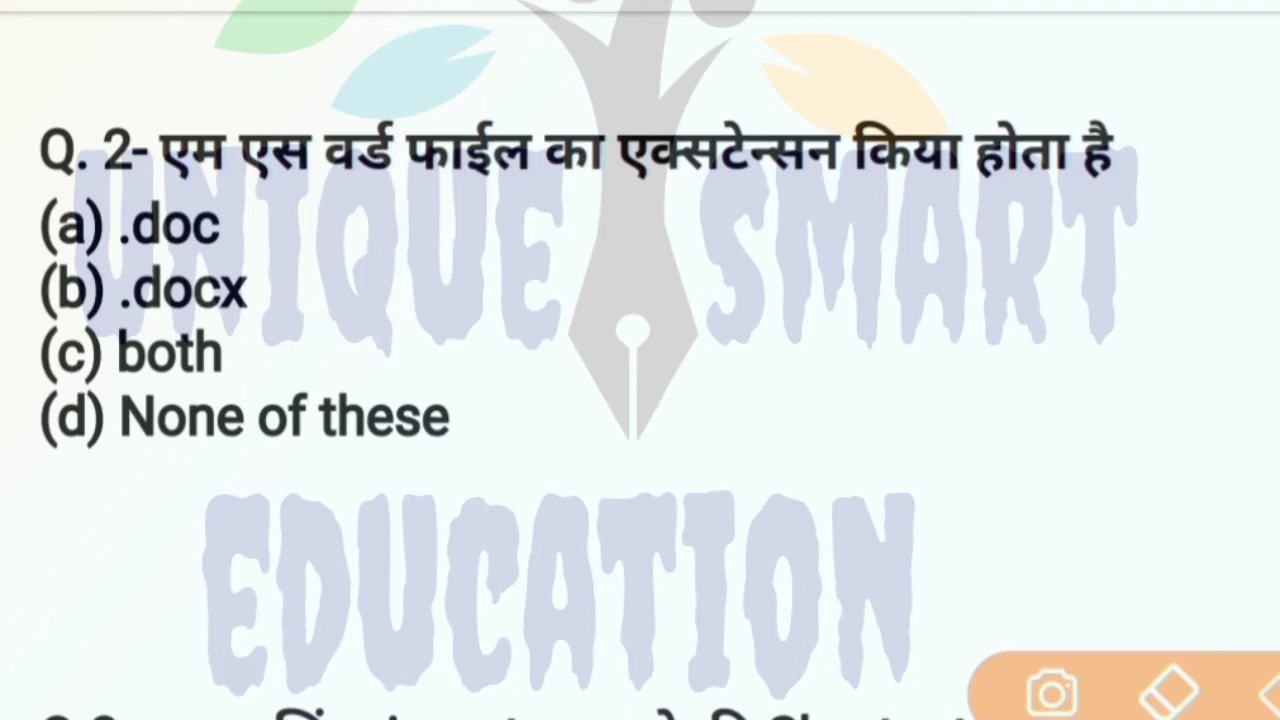 Q. 2- एम एस वर्ड फाईल का एक्सटेन्सन किया होता है
(a) .doc
(b) .docx
(c) both
(d) None of these
UNIQUE SMART
EDUCATION